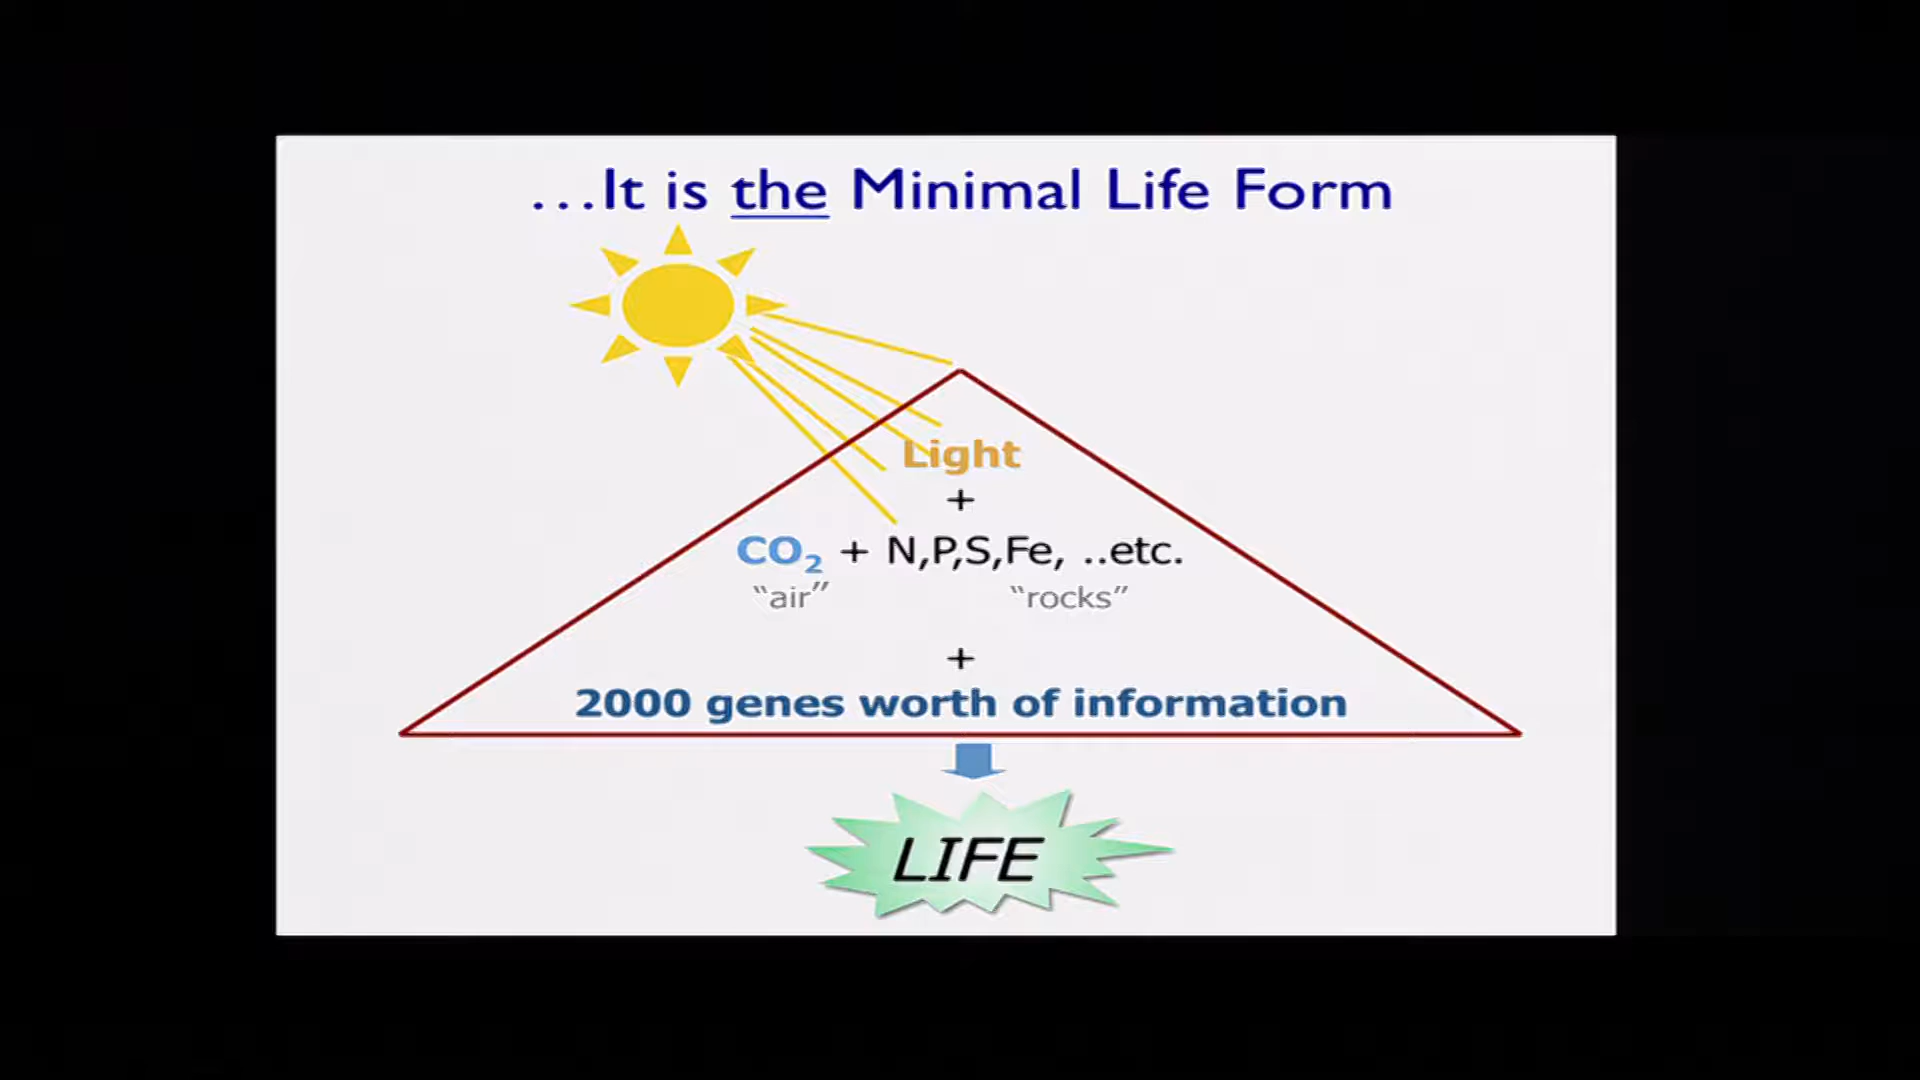 ...It is the Minimal Life Form
Light
+
CO₂ + N,P,S,Fe, ..etc.
“air” “rocks”
+
2000 genes worth of information
LIFE